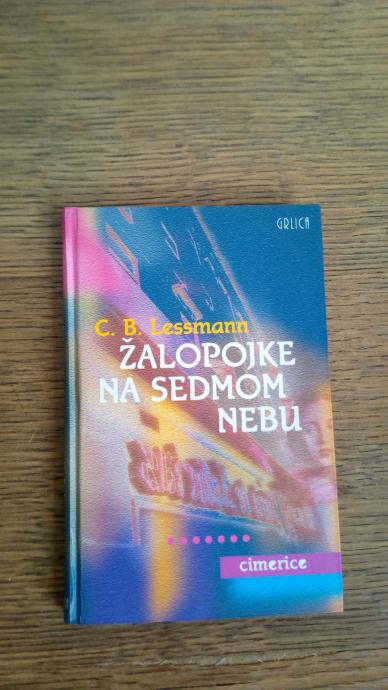 GRLICA
C. B. Lessmann
ŽALOPOJKE
NA SEDMOM
NEBU
cimerice